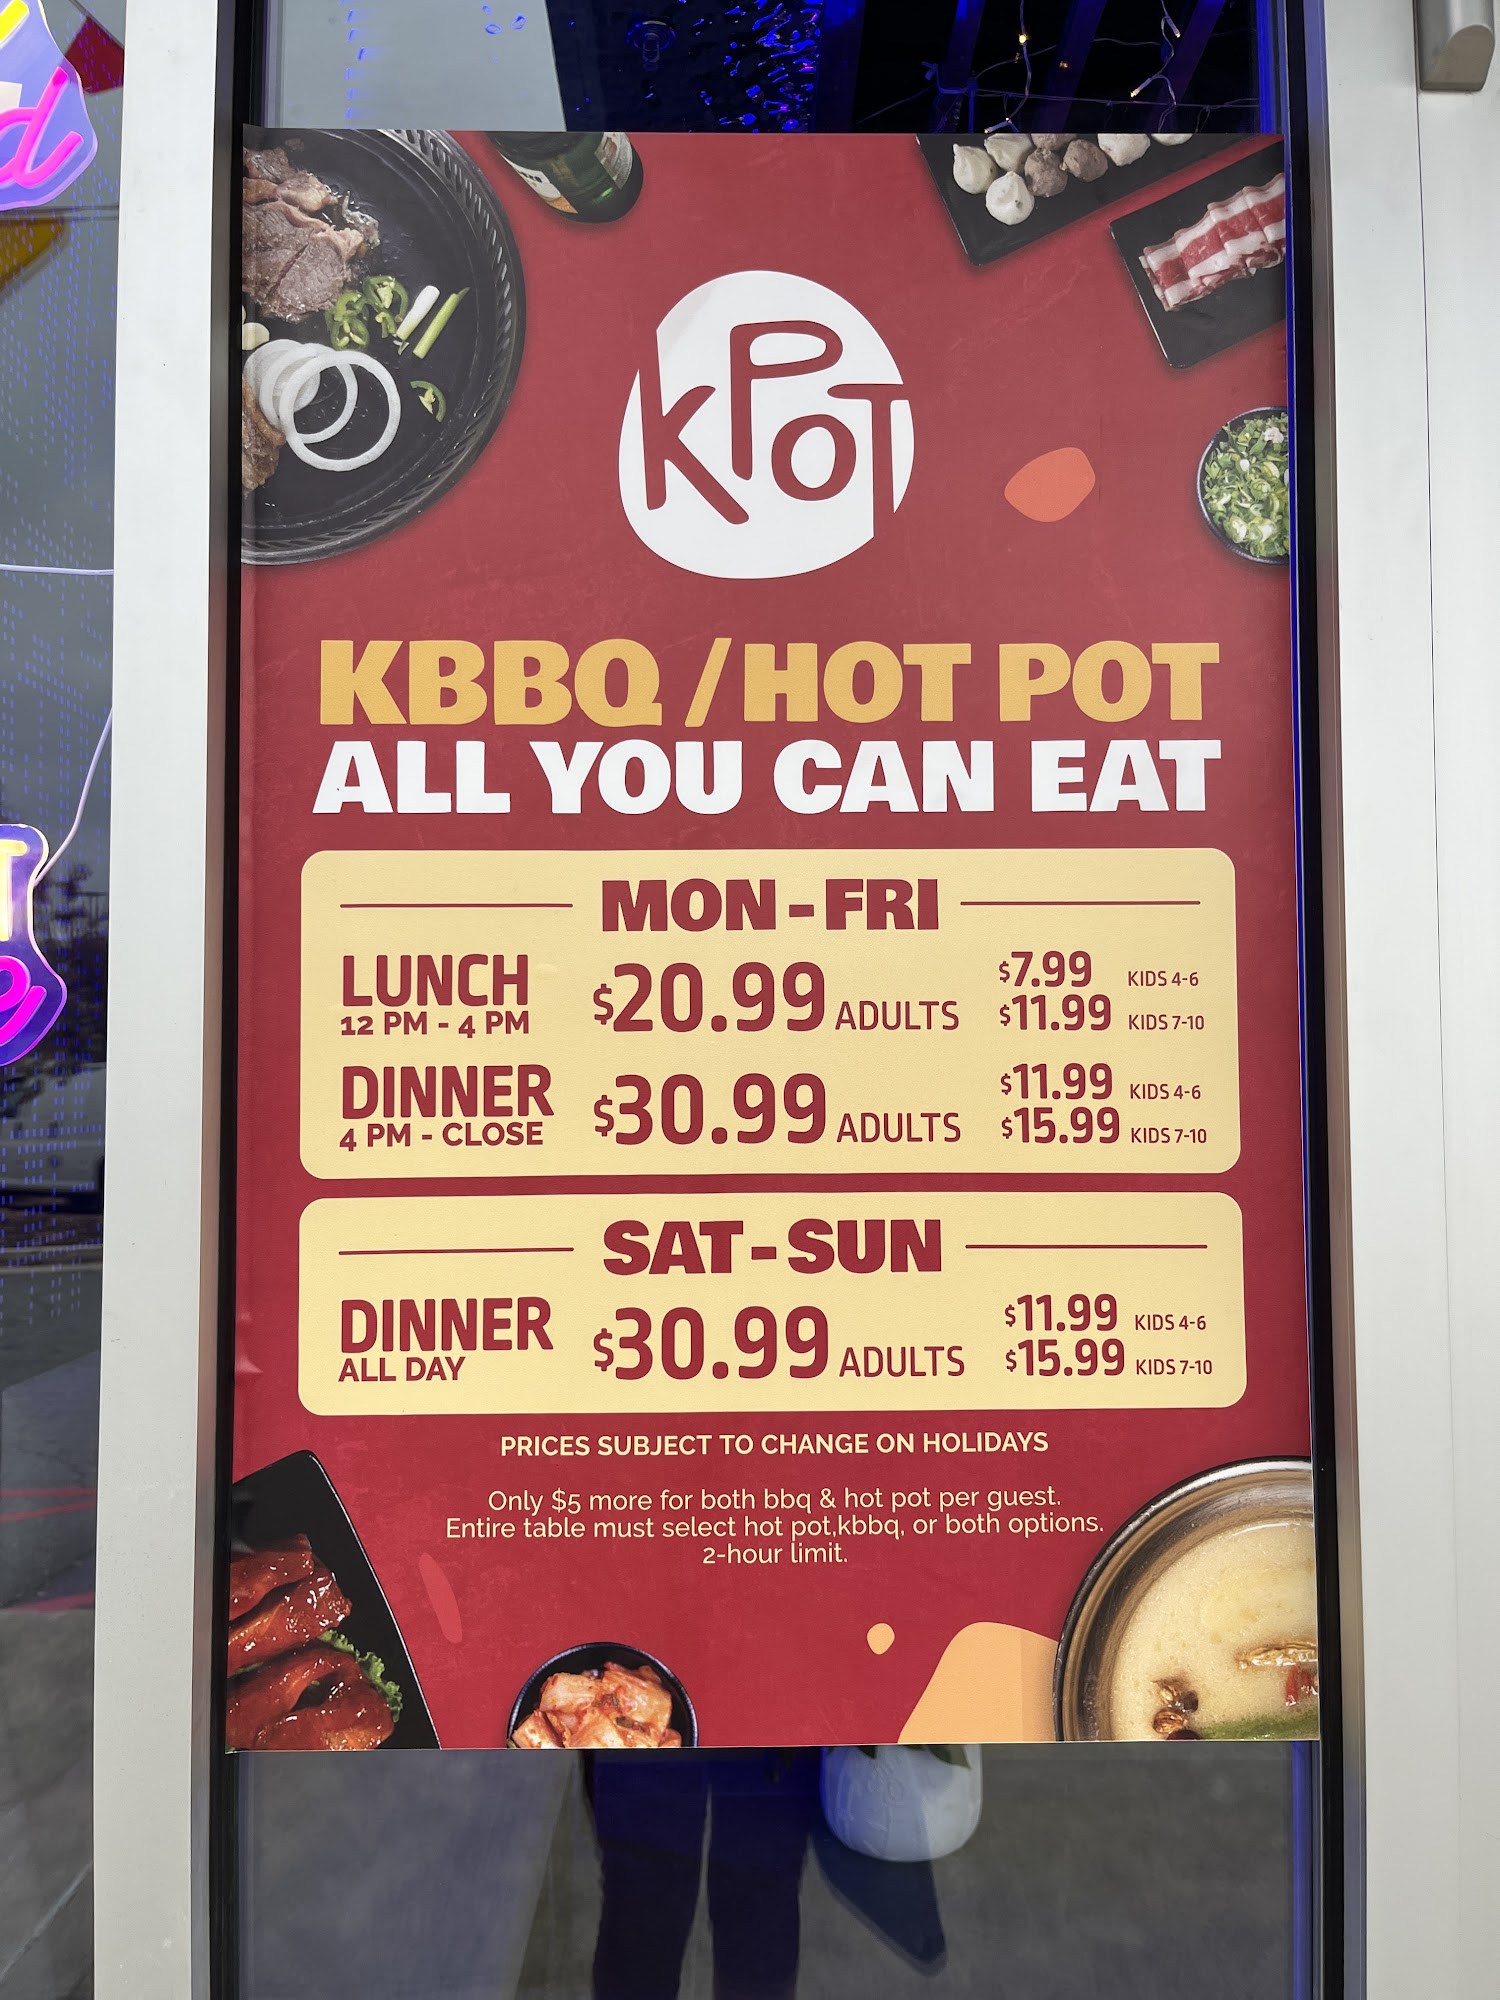 KPOT
KBBQ / HOT POT
ALL YOU CAN EAT
MON - FRI
LUNCH
12 PM - 4 PM
$20.99 ADULTS
$7.99 KIDS 4-6
$11.99 KIDS 7-10
DINNER
4 PM - CLOSE
$30.99 ADULTS
$11.99 KIDS 4-6
$15.99 KIDS 7-10
SAT - SUN
DINNER
ALL DAY
$30.99 ADULTS
$11.99 KIDS 4-6
$15.99 KIDS 7-10
PRICES SUBJECT TO CHANGE ON HOLIDAYS
Only $5 more for both bbq & hot pot per guest.
Entire table must select hot pot,kbbq, or both options.
2-hour limit.